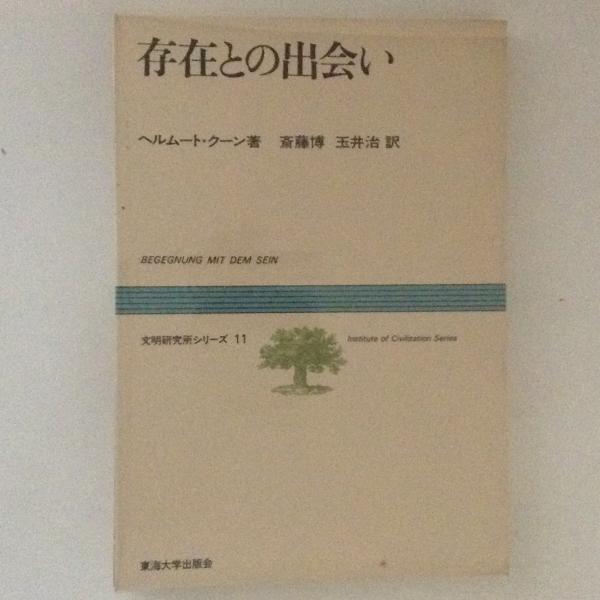 存在との出会い
ヘルムート・クーン著 斎藤博 玉井治 訳
BEGEGNUNG MIT DEM SEIN
文明研究所シリーズ 11
Institute of Civilization Series
東海大学出版会